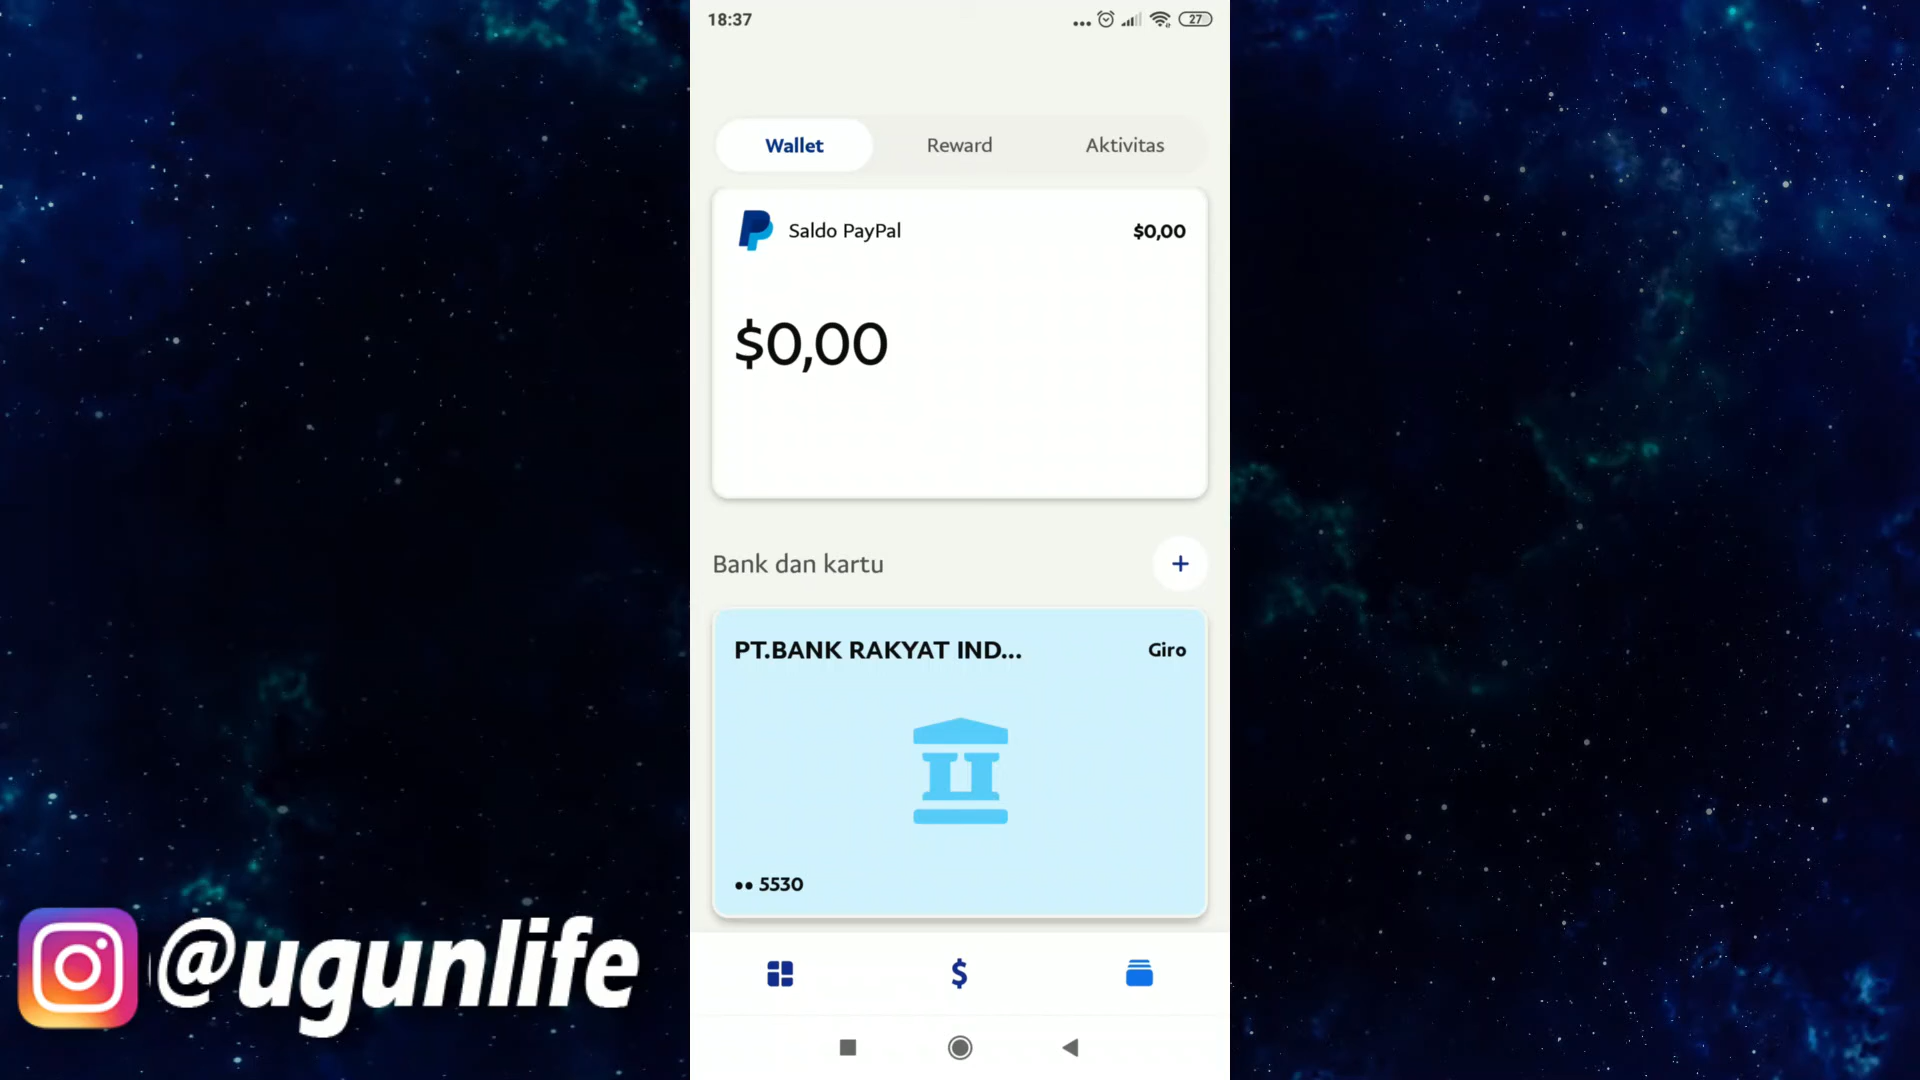 18:37
27
Wallet
Reward
Aktivitas
Saldo PayPal
$0,00
$0,00
Bank dan kartu
+
PT.BANK RAKYAT IND...
Giro
•• 5530
@ugunlife
$